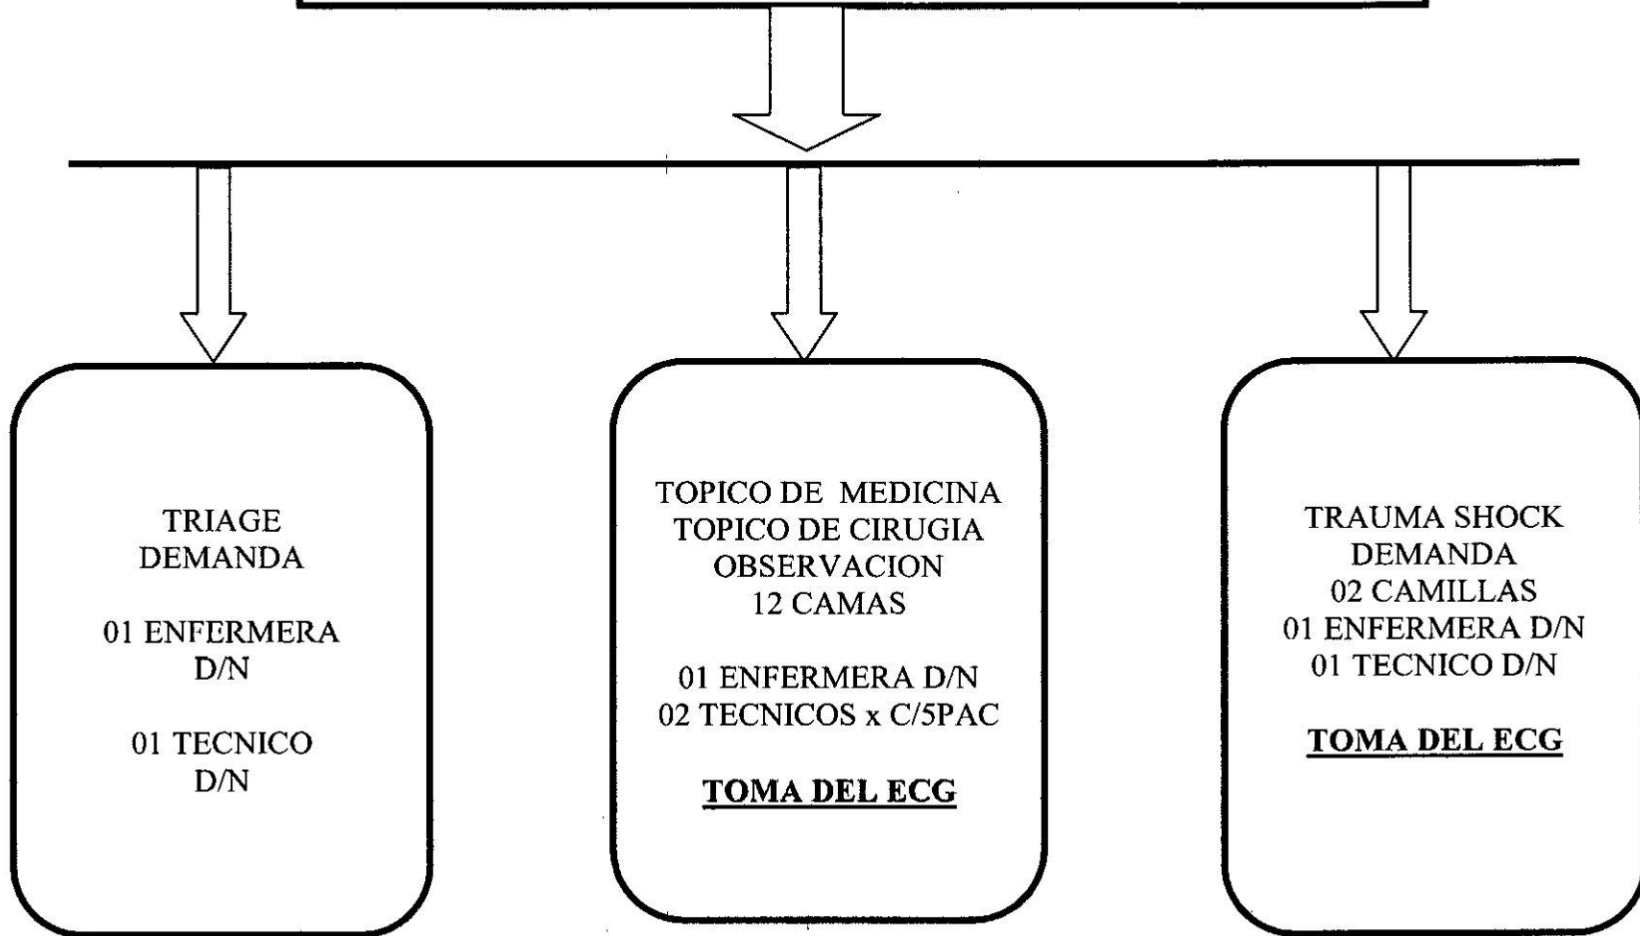 TRIAGE
DEMANDA
01 ENFERMERA
D/N
01 TECNICO
D/N
TOPICO DE MEDICINA
TOPICO DE CIRUGIA
OBSERVACION
12 CAMAS
01 ENFERMERA D/N
02 TECNICOS x C/5PAC
TOMA DEL ECG
TRAUMA SHOCK
DEMANDA
02 CAMILLAS
01 ENFERMERA D/N
01 TECNICO D/N
TOMA DEL ECG